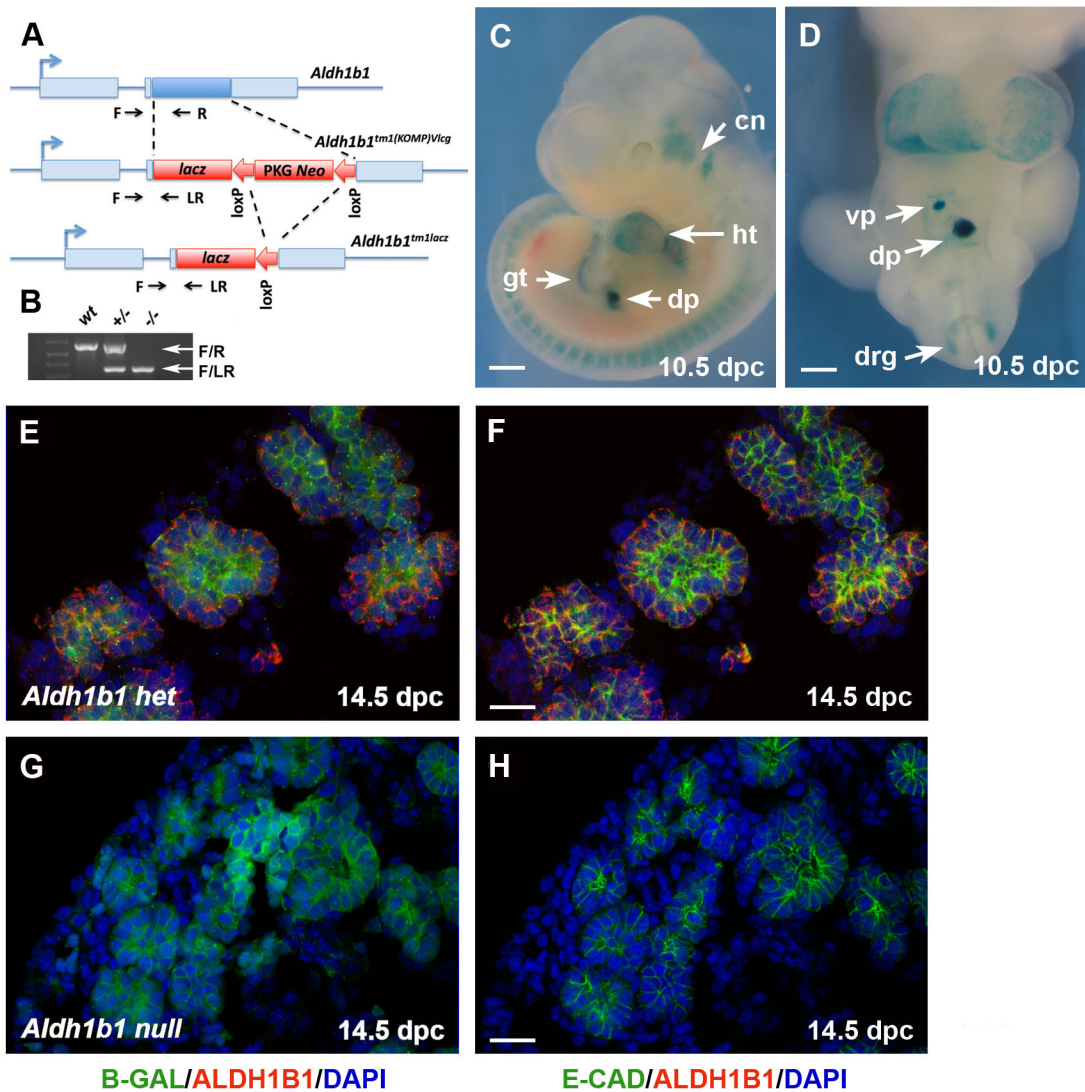 A
Aldh1b1
F R
Aldh1b1tm1(KOMP)Vlcg
lacz PKG Neo
F LR loxP loxP
Aldh1b1tm1lacz
lacz
F LR loxP
B
wt +/- -/-
F/R
F/LR
C
cn
ht
gt
dp
10.5 dpc
D
vp
dp
drg
10.5 dpc
E
Aldh1b1 het 14.5 dpc
F
14.5 dpc
G
Aldh1b1 null 14.5 dpc
H
14.5 dpc
B-GAL/ALDH1B1/DAPI
E-CAD/ALDH1B1/DAPI